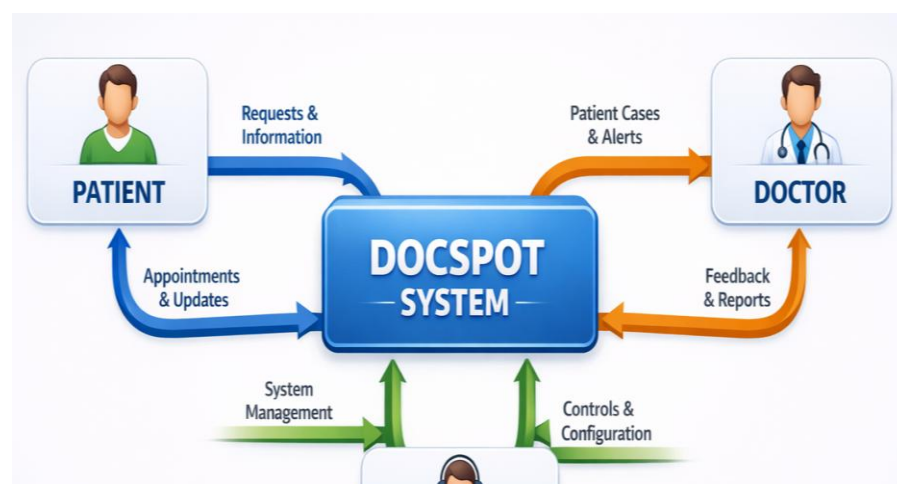 Requests &
Information
Patient Cases
& Alerts
PATIENT
DOCTOR
DOCSPOT
SYSTEM
Appointments
& Updates
Feedback
& Reports
System
Management
Controls &
Configuration